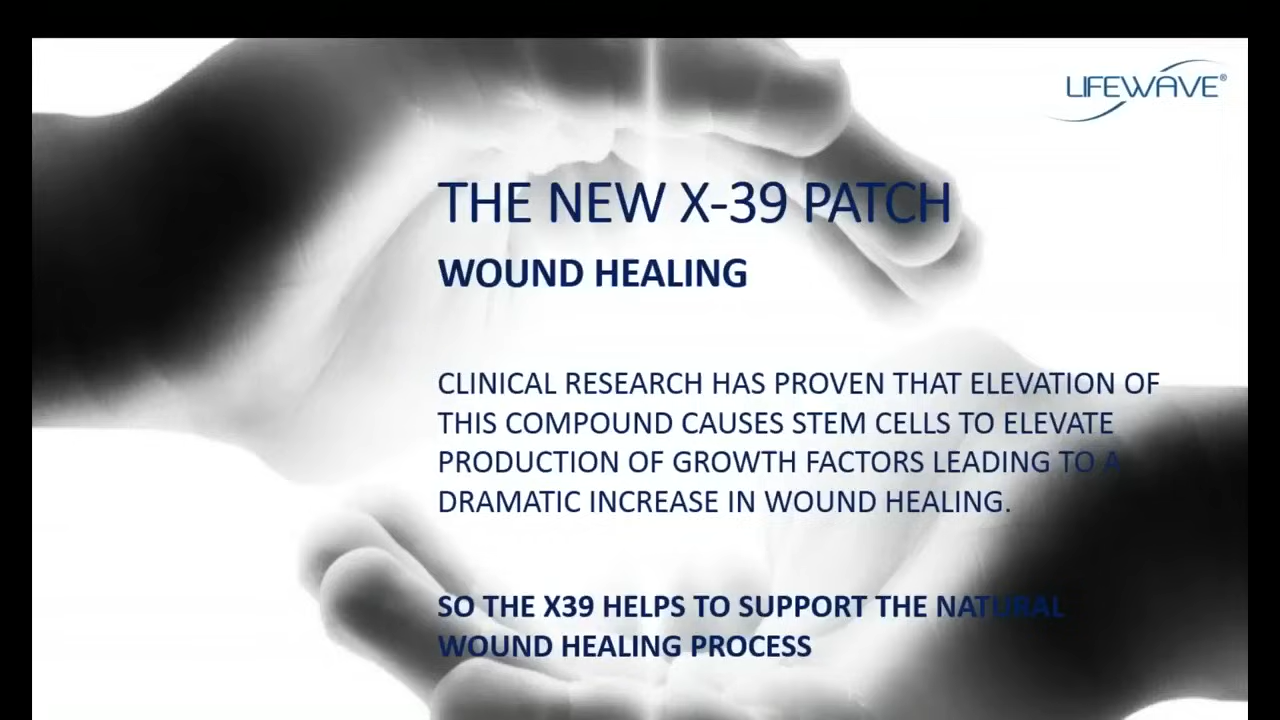 LIFEWAVE®
THE NEW X-39 PATCH
WOUND HEALING
CLINICAL RESEARCH HAS PROVEN THAT ELEVATION OF
THIS COMPOUND CAUSES STEM CELLS TO ELEVATE
PRODUCTION OF GROWTH FACTORS LEADING TO A
DRAMATIC INCREASE IN WOUND HEALING.
SO THE X39 HELPS TO SUPPORT THE NATURAL
WOUND HEALING PROCESS